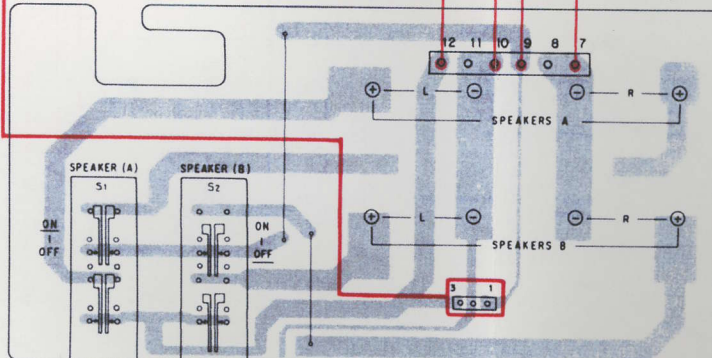 12 11 10 9 8 7
+ L - - R +
SPEAKERS A
SPEAKER (A) SPEAKER (B)
S1 S2
+ L - - R +
ON
OFF
ON
OFF
SPEAKERS B
3 1